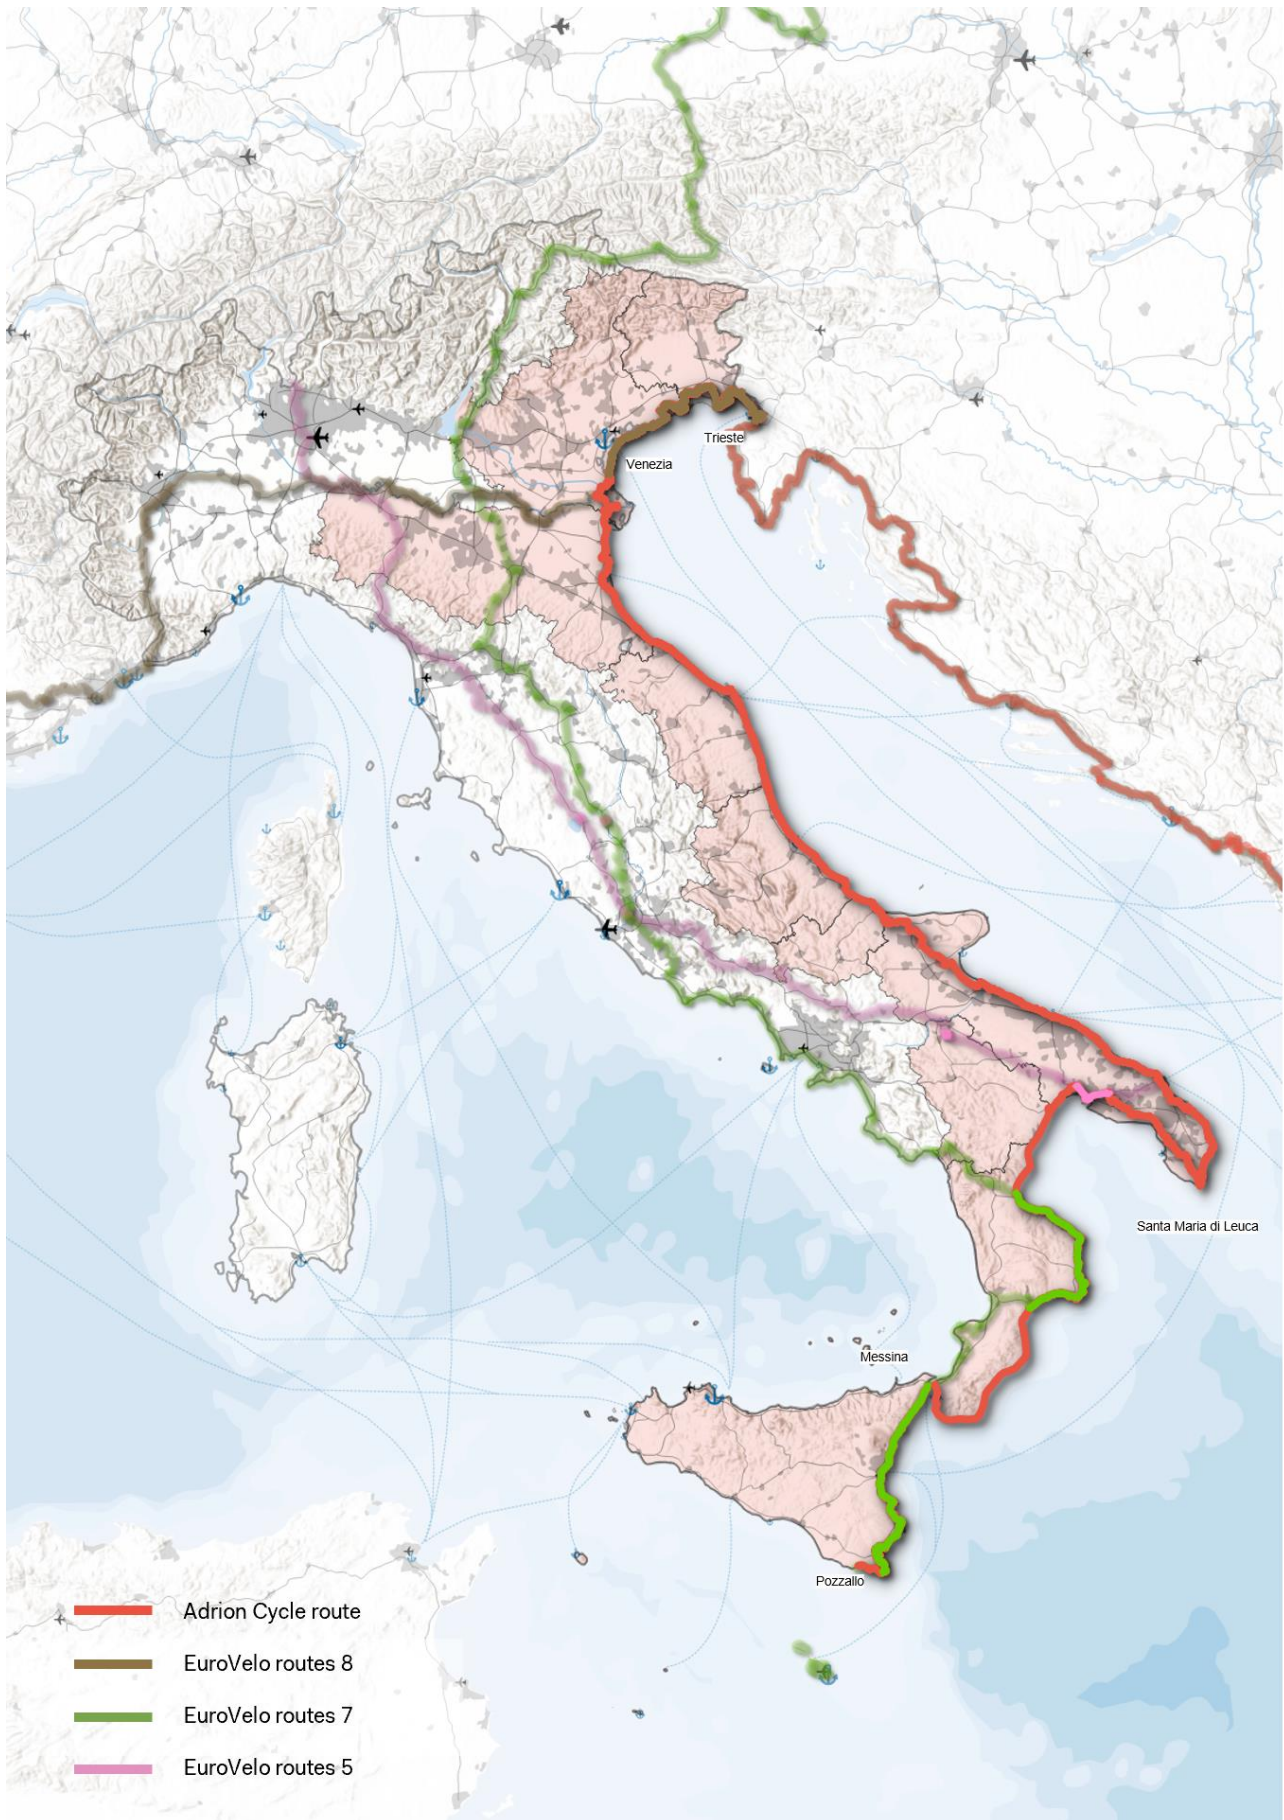 Trieste
Venezia
Santa Maria di Leuca
Messina
Pozzallo
Adrion Cycle route
EuroVelo routes 8
EuroVelo routes 7
EuroVelo routes 5